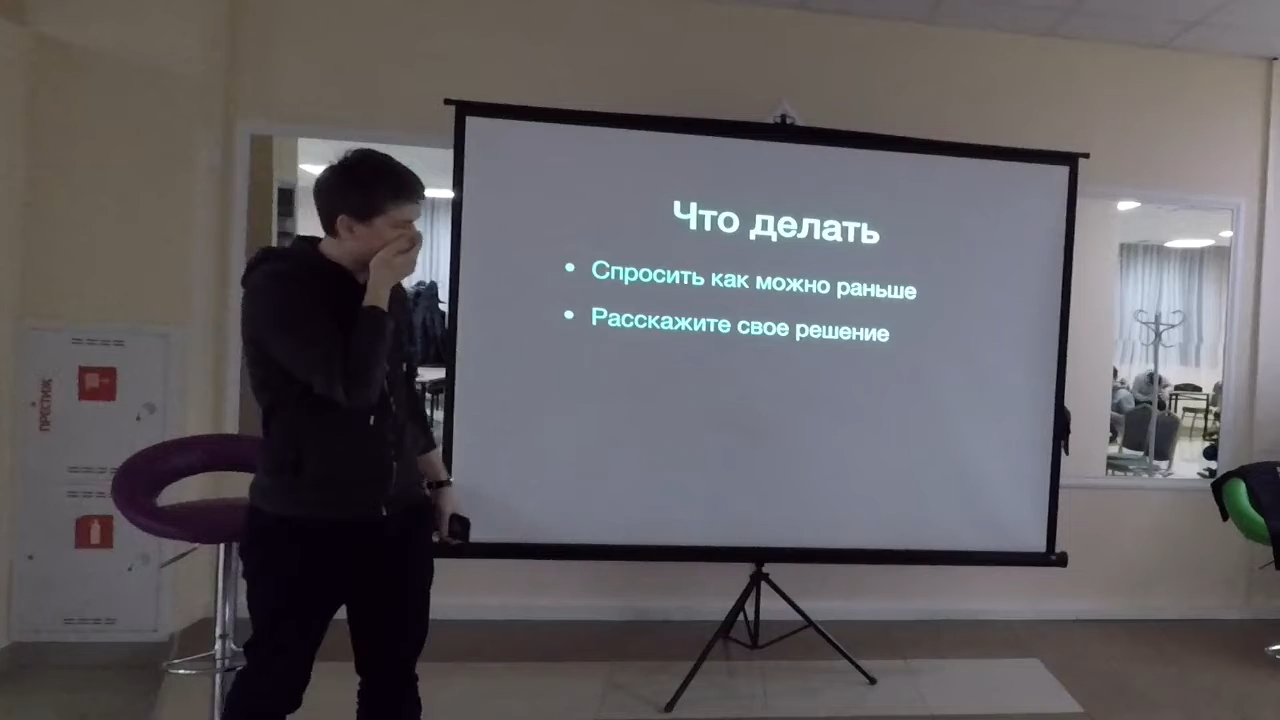 Что делать
• Спросить как можно раньше
• Расскажите свое решение
ПРЕСТИЖ